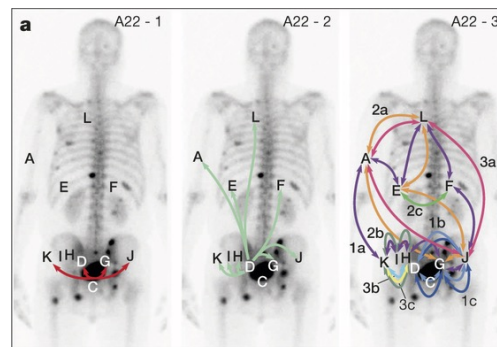 a
A22 - 1
A22 - 2
A22 - 3
L
A
E F
K I H D G J
C
L
A
E F
K I H D G J
C
2a
L
3a
A
E F
2c
1b
2b
1a
K I H D G J
C
3b
3c
1c